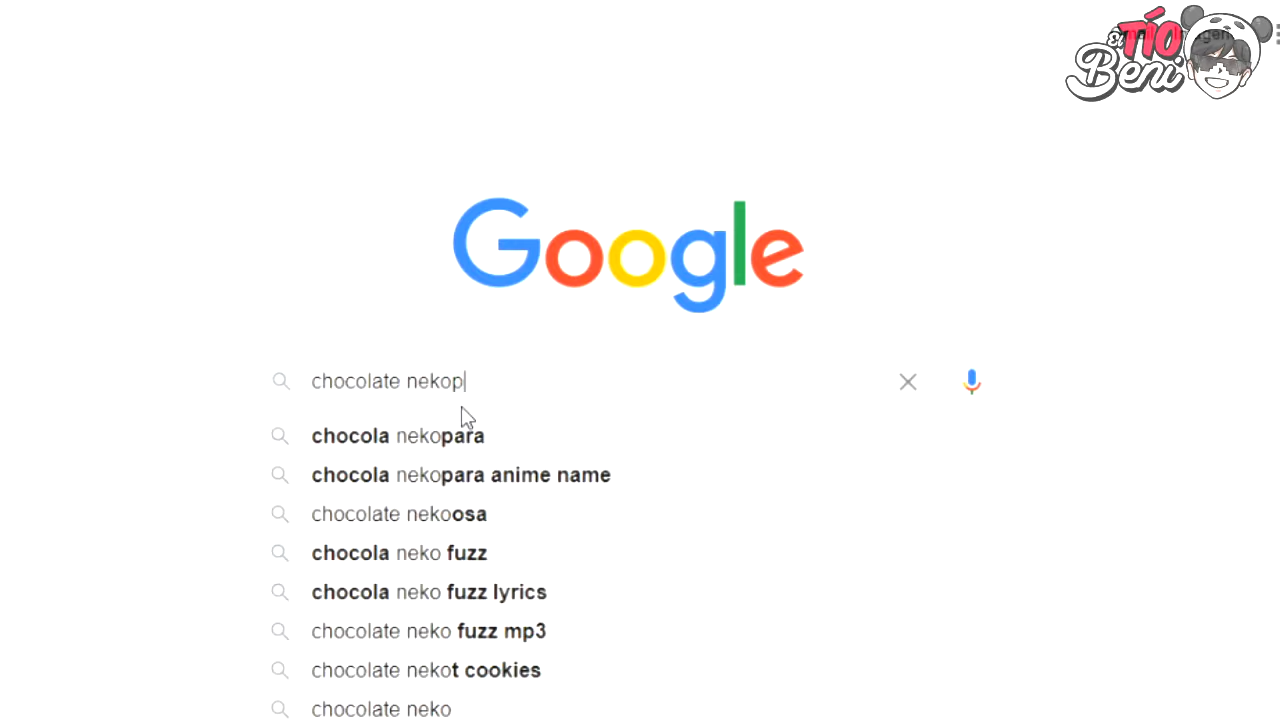 El TÍO
Beni
Google
chocolate nekop
chocola nekopara
chocola nekopara anime name
chocolate nekoosa
chocola neko fuzz
chocola neko fuzz lyrics
chocolate neko fuzz mp3
chocolate nekot cookies
chocolate neko